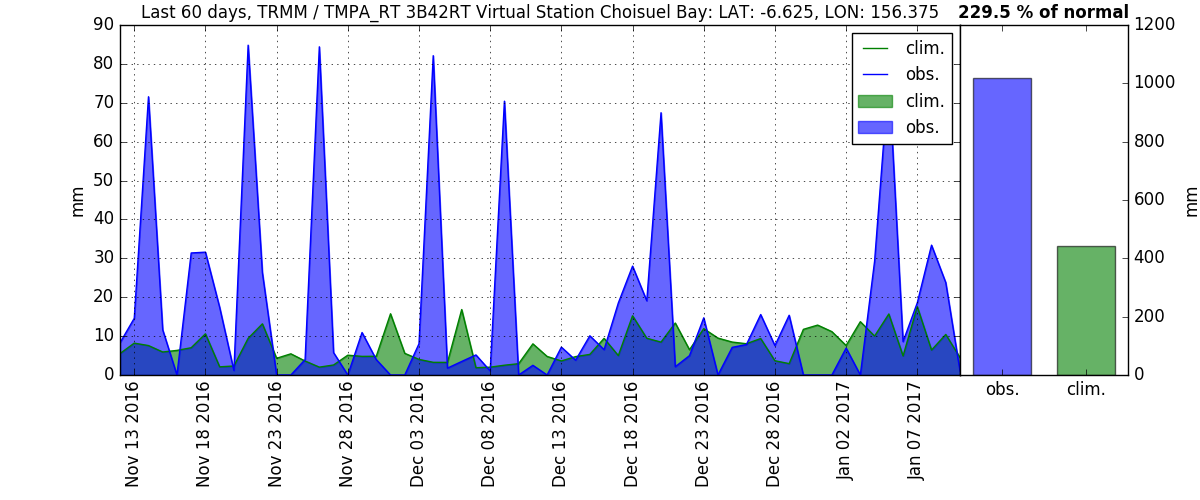 Last 60 days, TRMM / TMPA_RT 3B42RT Virtual Station Choisuel Bay: LAT: -6.625, LON: 156.375
229.5 % of normal
90
80
70
60
50
40
30
20
10
0
mm
clim.
obs.
clim.
obs.
Nov 13 2016
Nov 18 2016
Nov 23 2016
Nov 28 2016
Dec 03 2016
Dec 08 2016
Dec 13 2016
Dec 18 2016
Dec 23 2016
Dec 28 2016
Jan 02 2017
Jan 07 2017
1200
1000
800
600
400
200
0
mm
obs.
clim.